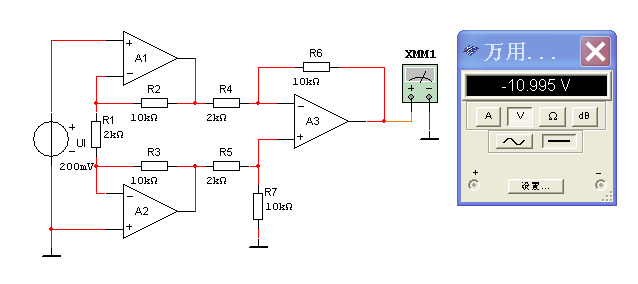 XMM1
万用...
-10.995 V
A V Ω dB
设置...
+ −
A1
R6
10kΩ
R2
10kΩ
R4
2kΩ
A3
R1
2kΩ
UI
200mV
R3
10kΩ
R5
2kΩ
A2
R7
10kΩ